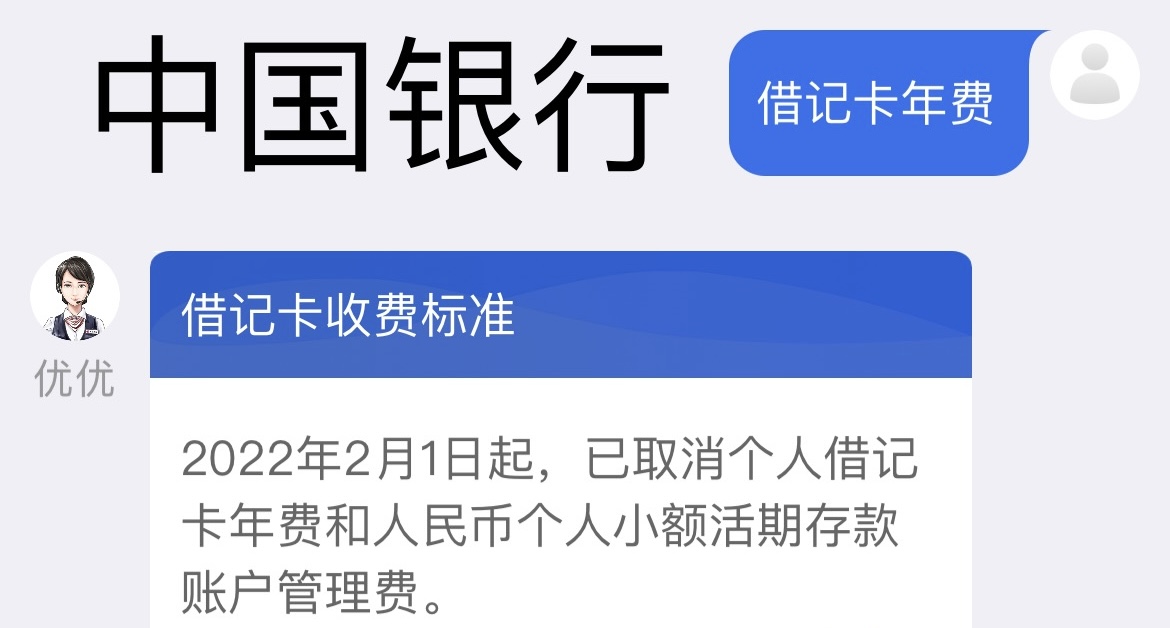 中国银行
借记卡年费
借记卡收费标准
优优
2022年2月1日起，已取消个人借记
卡年费和人民币个人小额活期存款
账户管理费。